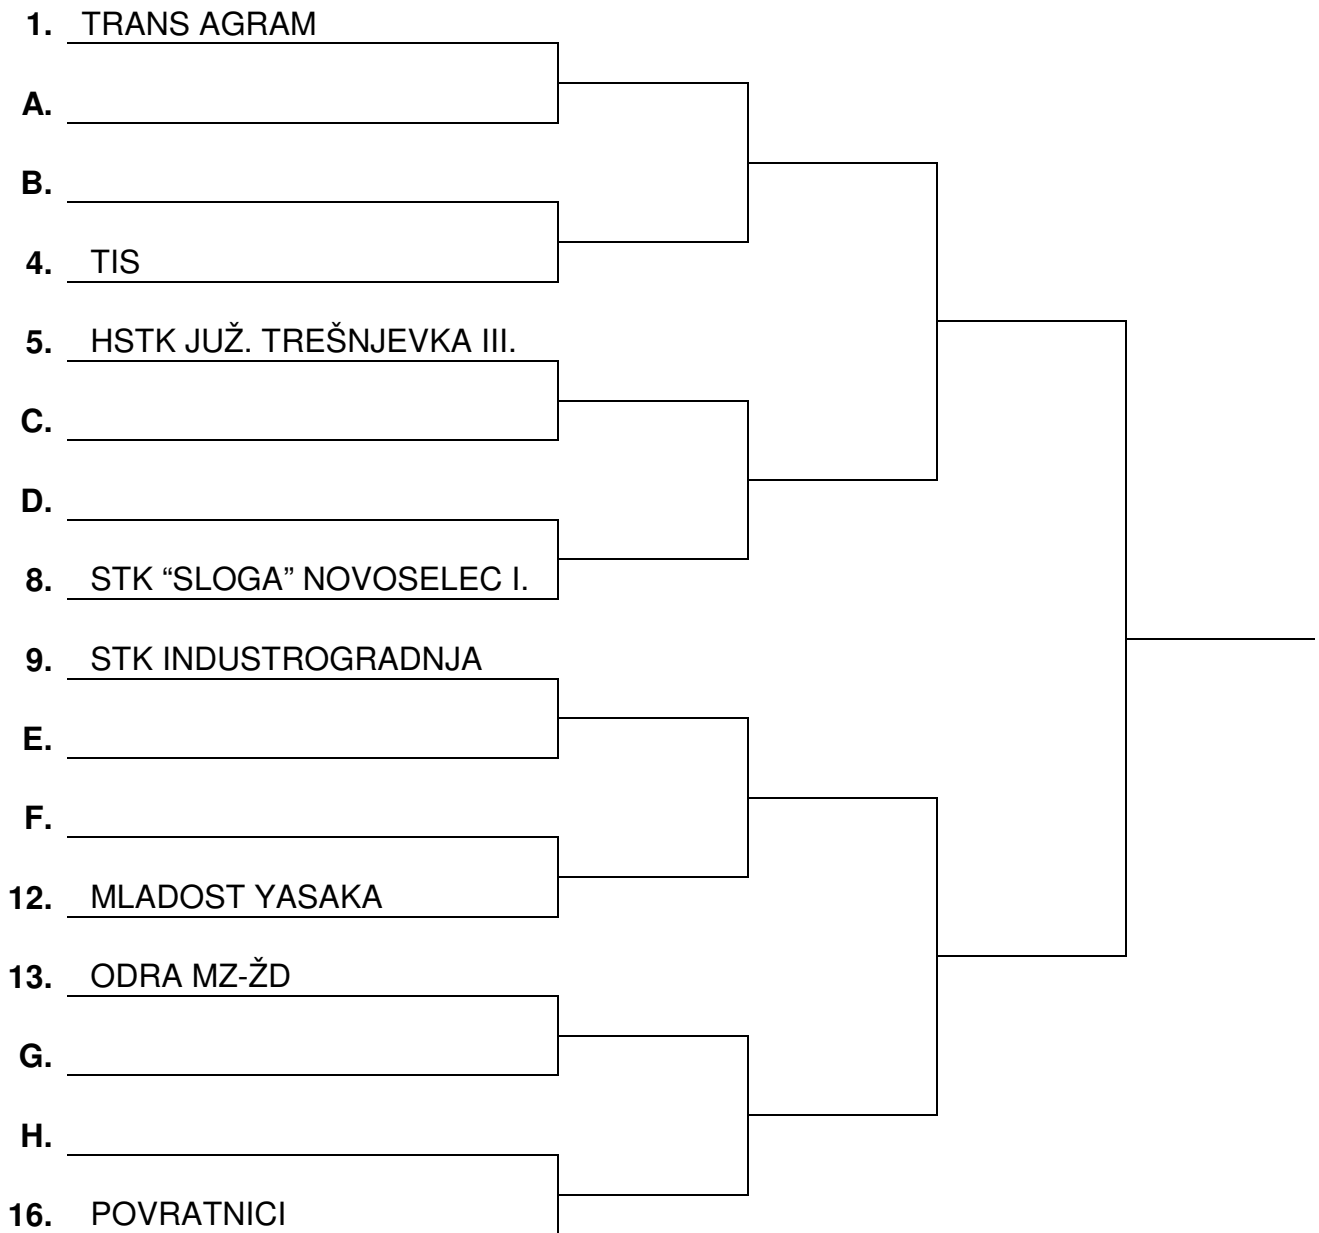 1. TRANS AGRAM
A.
B.
4. TIS
5. HSTK JUŽ. TREŠNJEVKA III.
C.
D.
8. STK “SLOGA” NOVOSELEC I.
9. STK INDUSTROGRADNJA
E.
F.
12. MLADOST YASAKA
13. ODRA MZ-ŽD
G.
H.
16. POVRATNICI